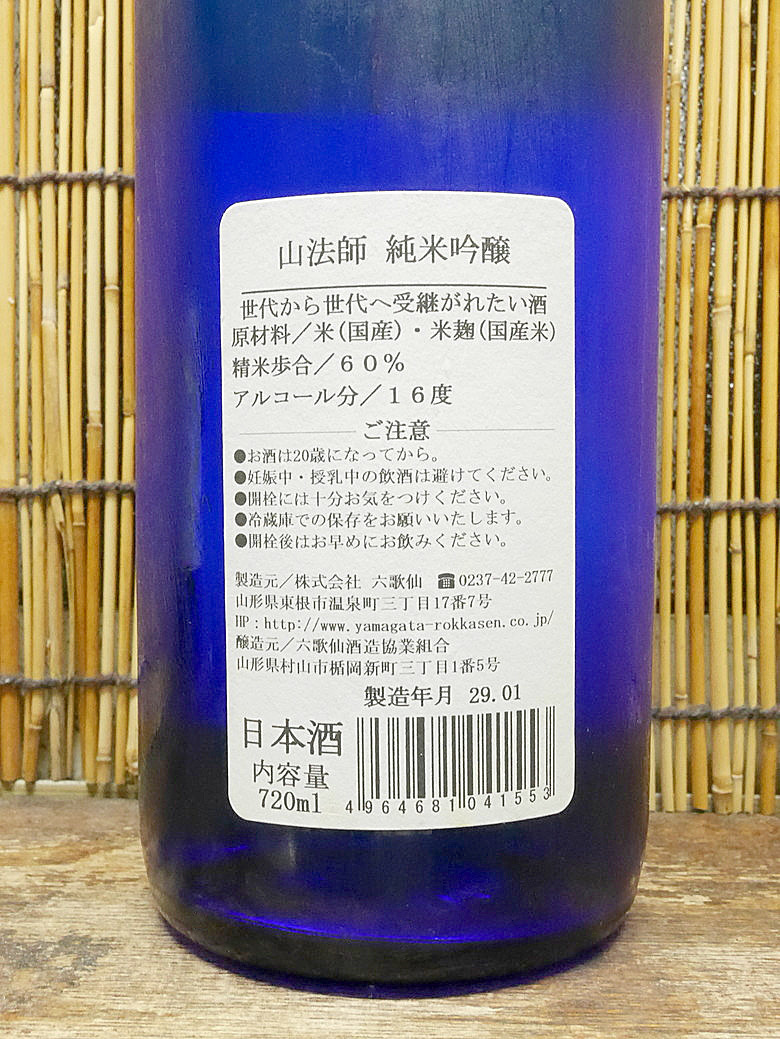 山法師 純米吟醸
世代から世代へ受継がれたい酒
原材料／米(国産)・米麹(国産米)
精米歩合／60%
アルコール分／16度
ご注意
●お酒は20歳になってから。
●妊娠中・授乳中の飲酒は避けてください。
●開栓には十分お気をつけください。
●冷蔵庫での保存をお願いいたします。
●開栓後はお早めにお飲みください。
製造元／株式会社 六歌仙 ☎0237-42-2777
山形県東根市温泉町三丁目17番7号
HP：http://www.yamagata-rokkasen.co.jp/
醸造元／六歌仙酒造協業組合
山形県村山市楯岡新町三丁目1番5号
製造年月 29.01
日本酒
内容量
720ml
4964681041553